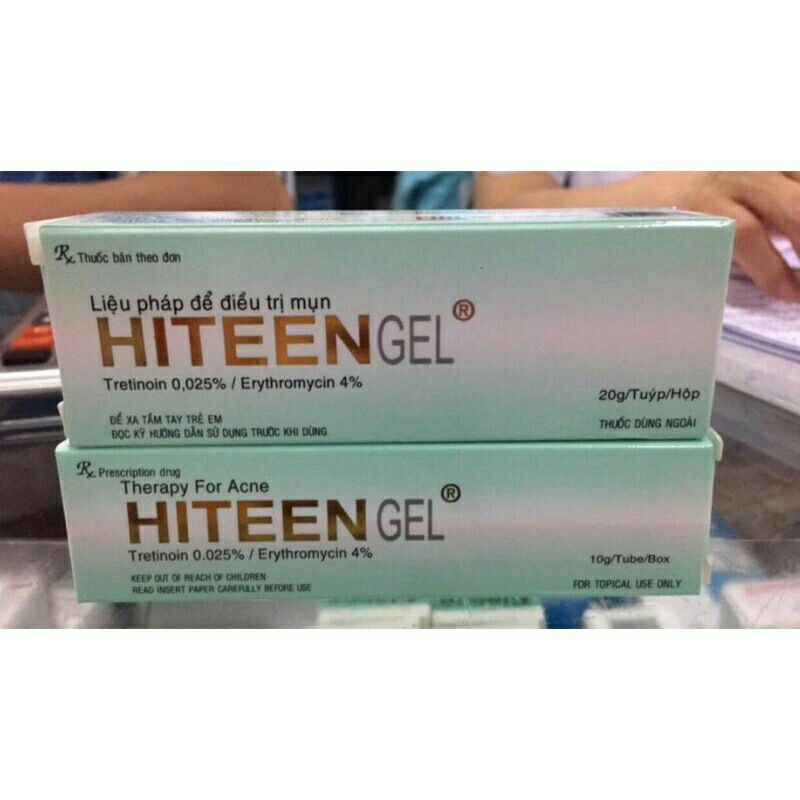 Rx Thuốc bán theo đơn
Liệu pháp để điều trị mụn
HITEEN GEL ®
Tretinoin 0,025% / Erythromycin 4%
20g/Tuýp/Hộp
ĐỂ XA TẦM TAY TRẺ EM
ĐỌC KỸ HƯỚNG DẪN SỬ DỤNG TRƯỚC KHI DÙNG
THUỐC DÙNG NGOÀI
Rx Prescription drug
Therapy For Acne
HITEEN GEL ®
Tretinoin 0.025% / Erythromycin 4%
10g/Tube/Box
KEEP OUT OF REACH OF CHILDREN
READ INSERT PAPER CAREFULLY BEFORE USE
FOR TOPICAL USE ONLY